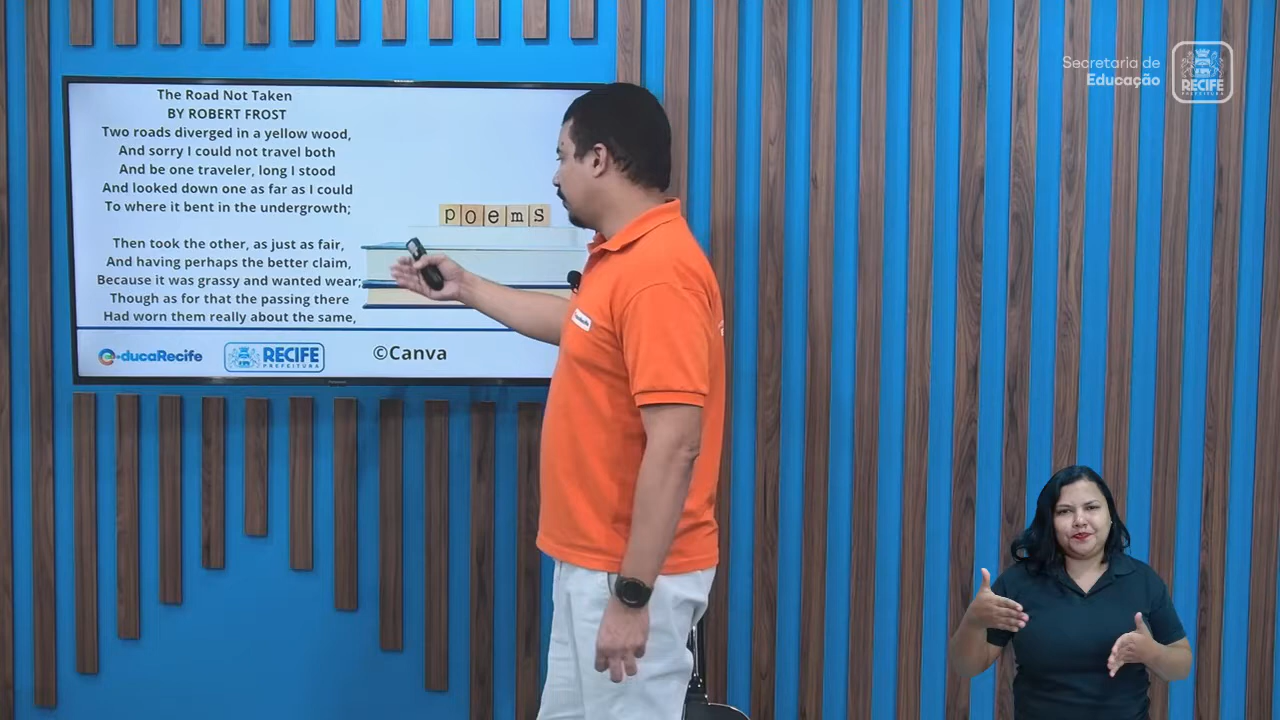 The Road Not Taken
BY ROBERT FROST
Two roads diverged in a yellow wood,
And sorry I could not travel both
And be one traveler, long I stood
And looked down one as far as I could
To where it bent in the undergrowth;
Then took the other, as just as fair,
And having perhaps the better claim,
Because it was grassy and wanted wear;
Though as for that the passing there
Had worn them really about the same,
poems
e-ducaRecife
RECIFE
PREFEITURA
©Canva
Secretaria de
Educação
RECIFE
PREFEITURA